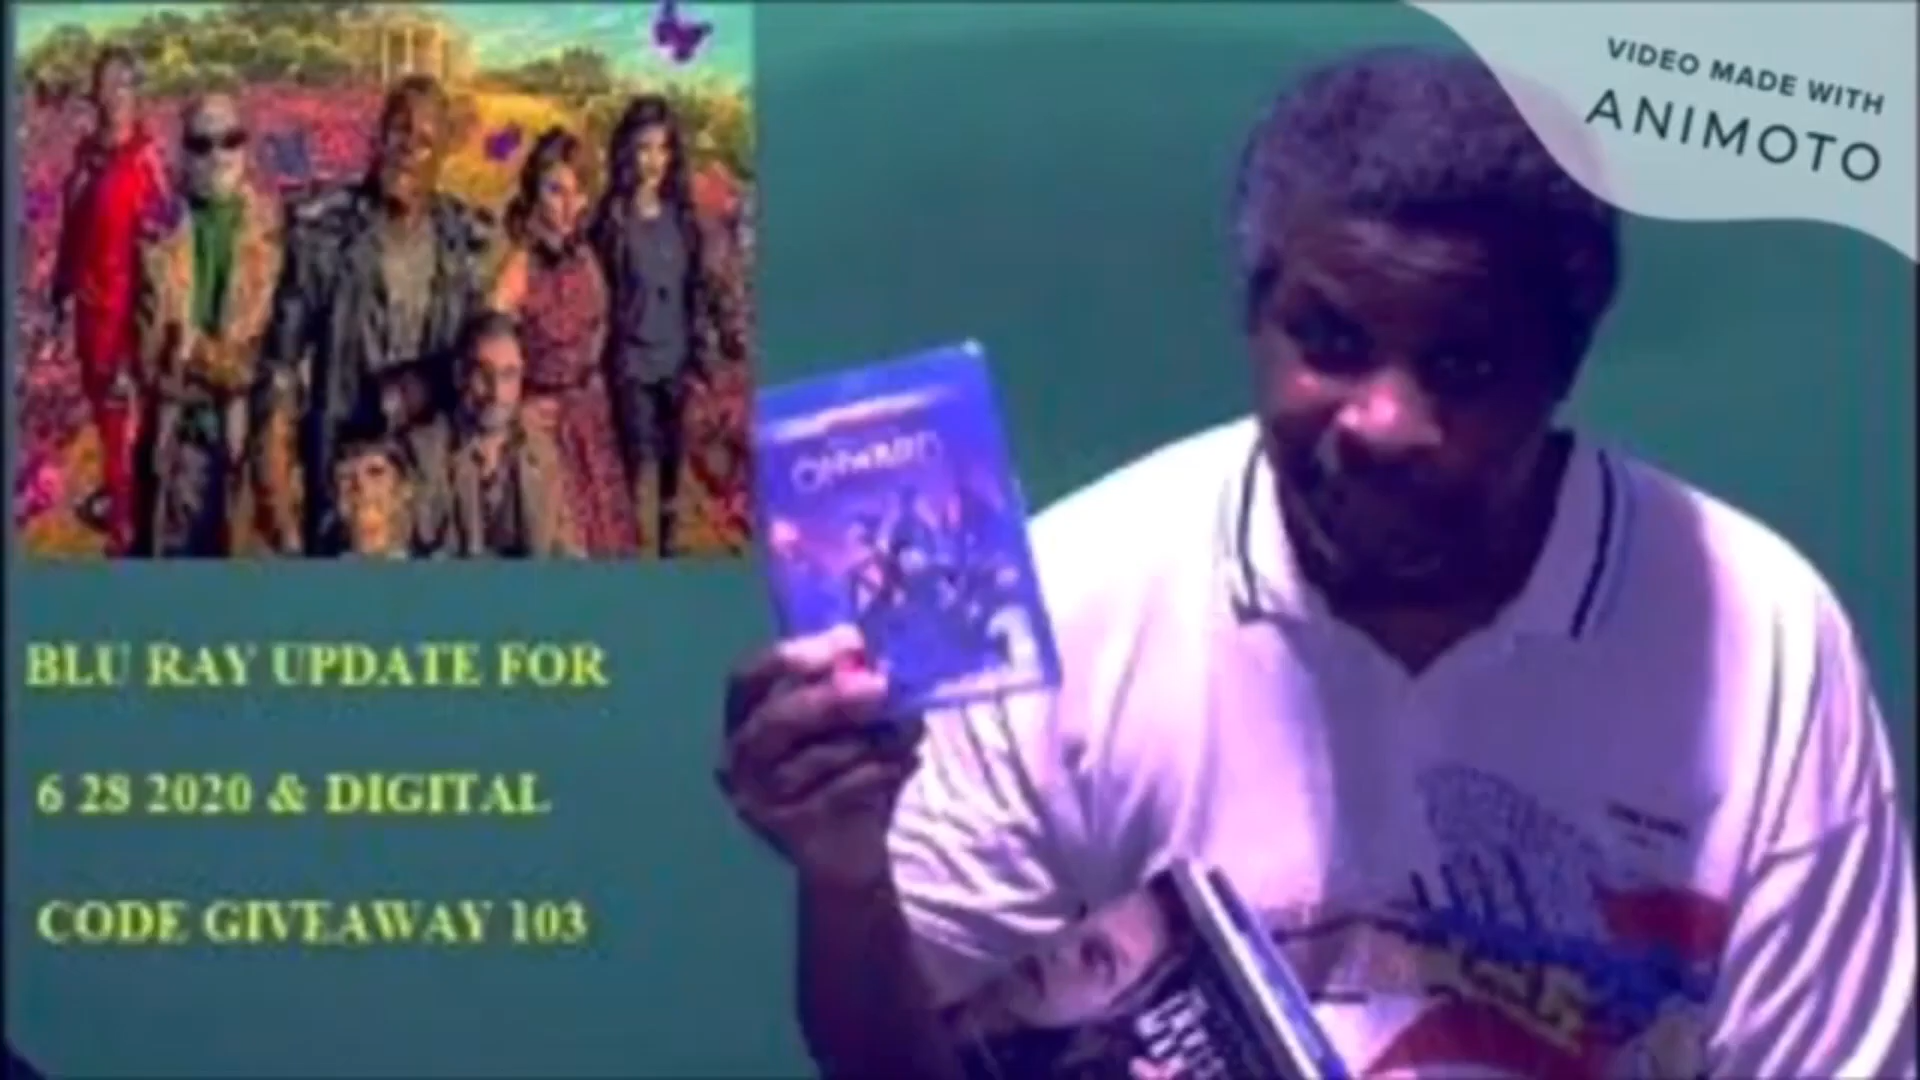 VIDEO MADE WITH
ANIMOTO
ONWARD
BLU RAY UPDATE FOR
6 28 2020 & DIGITAL
CODE GIVEAWAY 103